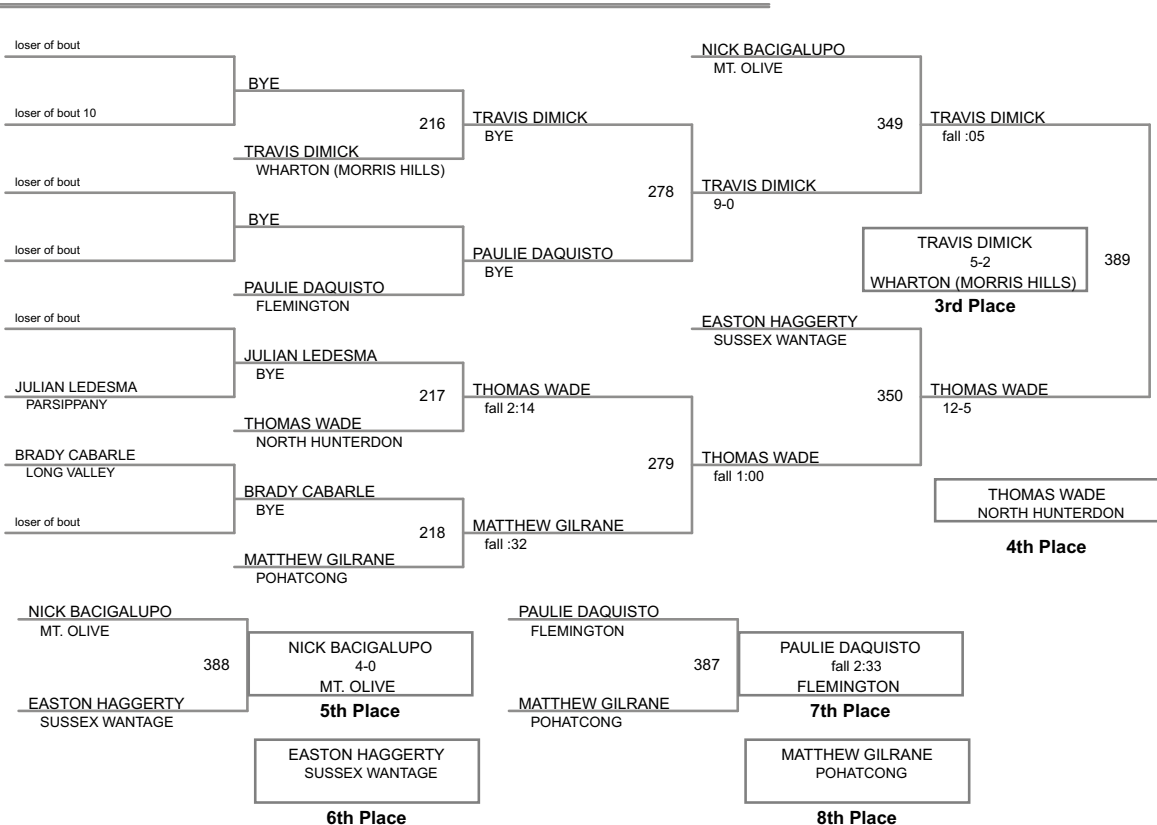 loser of bout
loser of bout 10
BYE
216
TRAVIS DIMICK
WHARTON (MORRIS HILLS)
TRAVIS DIMICK
BYE
loser of bout
loser of bout
BYE
PAULIE DAQUISTO
FLEMINGTON
PAULIE DAQUISTO
BYE
278
TRAVIS DIMICK
9-0
NICK BACIGALUPO
MT. OLIVE
349
TRAVIS DIMICK
fall :05
TRAVIS DIMICK
5-2
WHARTON (MORRIS HILLS)
3rd Place
389
loser of bout
JULIAN LEDESMA
PARSIPPANY
JULIAN LEDESMA
BYE
217
THOMAS WADE
NORTH HUNTERDON
THOMAS WADE
fall 2:14
BRADY CABARLE
LONG VALLEY
loser of bout
BRADY CABARLE
BYE
218
MATTHEW GILRANE
POHATCONG
MATTHEW GILRANE
fall :32
279
THOMAS WADE
fall 1:00
EASTON HAGGERTY
SUSSEX WANTAGE
350
THOMAS WADE
12-5
THOMAS WADE
NORTH HUNTERDON
4th Place
NICK BACIGALUPO
MT. OLIVE
388
EASTON HAGGERTY
SUSSEX WANTAGE
NICK BACIGALUPO
4-0
MT. OLIVE
5th Place
EASTON HAGGERTY
SUSSEX WANTAGE
6th Place
PAULIE DAQUISTO
FLEMINGTON
387
MATTHEW GILRANE
POHATCONG
PAULIE DAQUISTO
fall 2:33
FLEMINGTON
7th Place
MATTHEW GILRANE
POHATCONG
8th Place